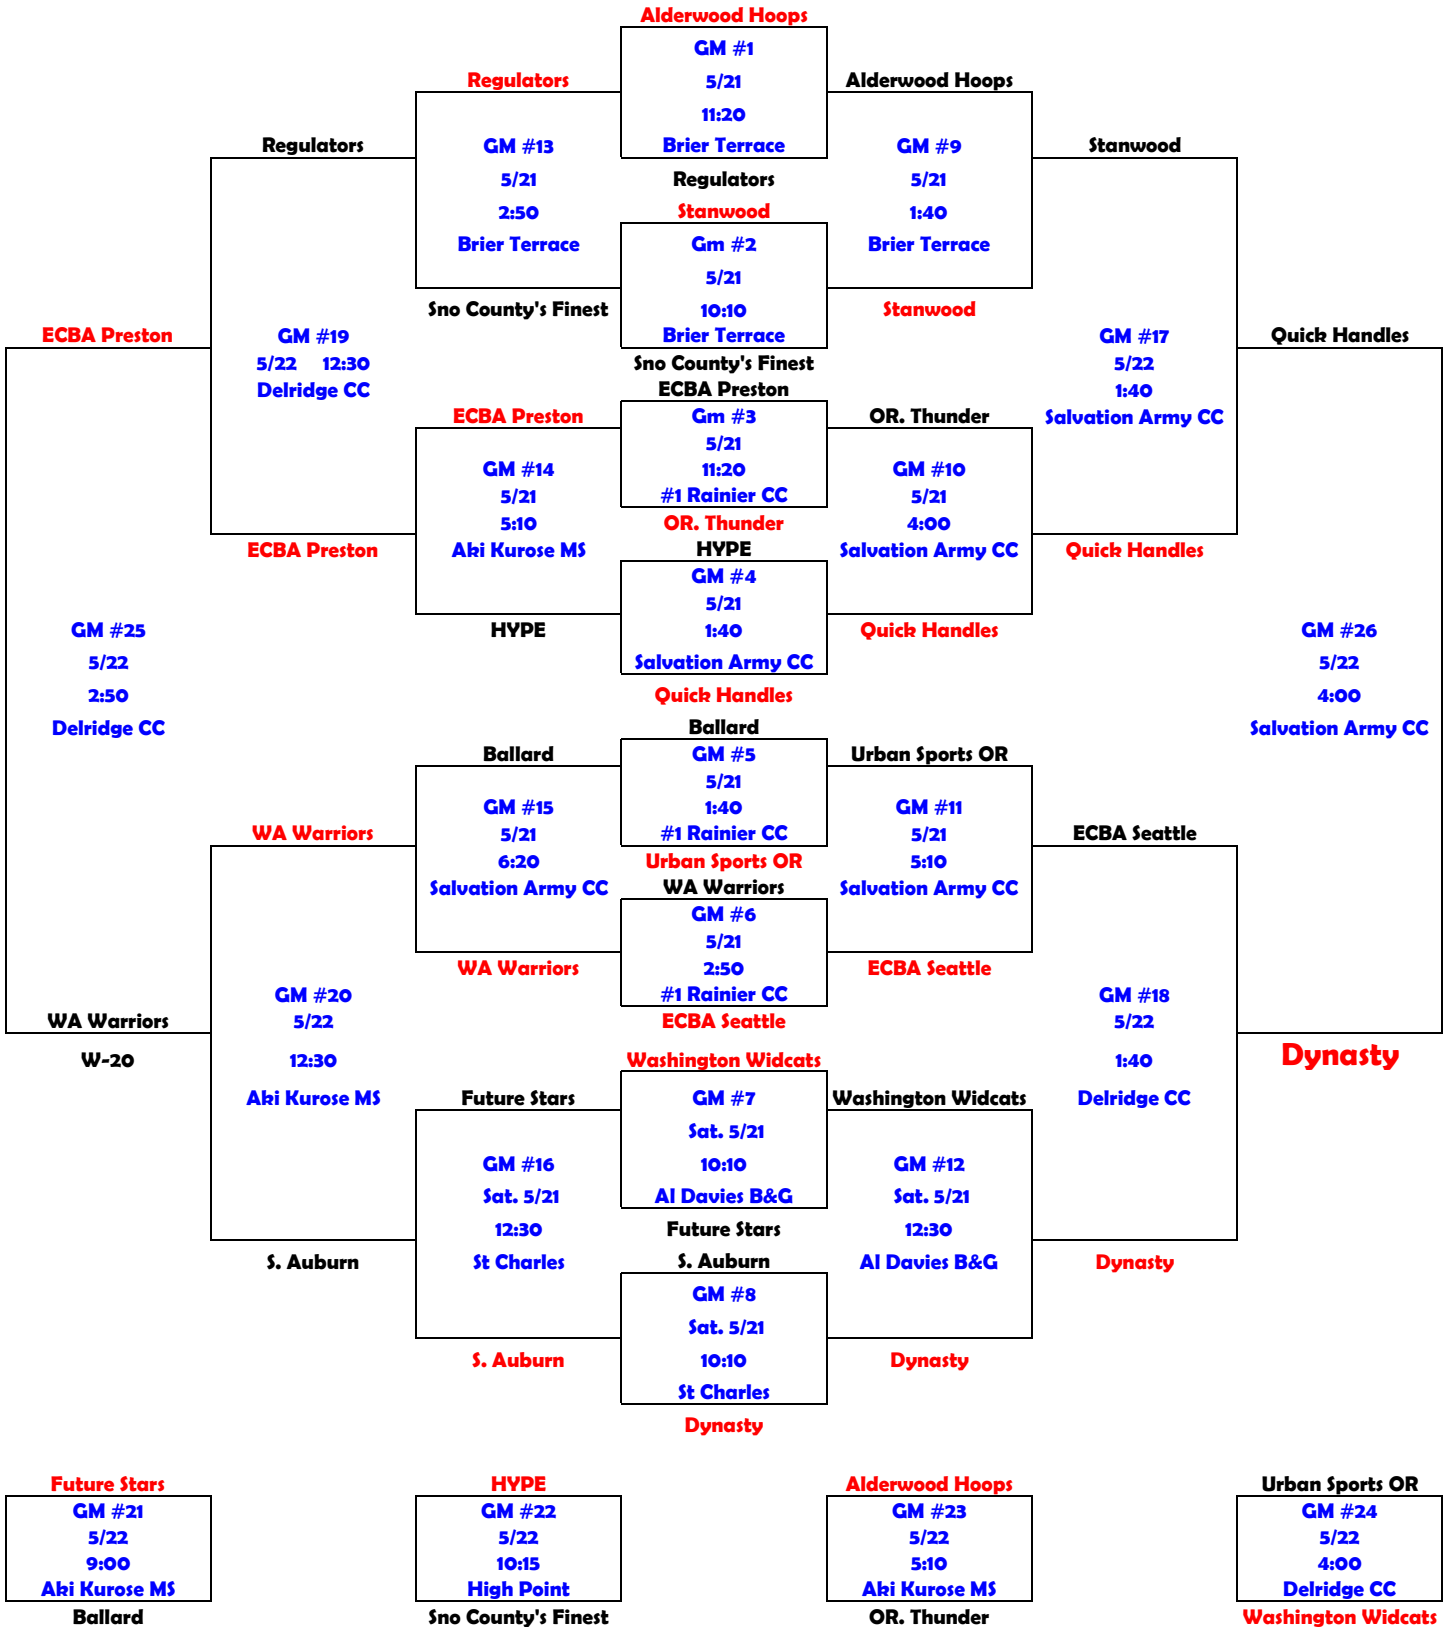 Alderwood Hoops
GM #1
Regulators
5/21
Alderwood Hoops
11:20
Regulators
GM #13
Brier Terrace
GM #9
Stanwood
5/21
Regulators
5/21
2:50
Stanwood
1:40
Brier Terrace
Gm #2
Brier Terrace
5/21
Sno County's Finest
10:10
Stanwood
ECBA Preston
GM #19
Brier Terrace
GM #17
Quick Handles
5/22 12:30
Sno County's Finest
5/22
Delridge CC
ECBA Preston
1:40
ECBA Preston
Gm #3
OR. Thunder
Salvation Army CC
5/21
GM #14
11:20
GM #10
5/21
#1 Rainier CC
5/21
5:10
OR. Thunder
4:00
ECBA Preston
Aki Kurose MS
HYPE
Salvation Army CC
Quick Handles
GM #4
5/21
GM #25
HYPE
1:40
Quick Handles
GM #26
5/22
Salvation Army CC
5/22
2:50
Quick Handles
4:00
Delridge CC
Ballard
Salvation Army CC
Ballard
GM #5
Urban Sports OR
5/21
GM #15
1:40
GM #11
WA Warriors
5/21
#1 Rainier CC
5/21
ECBA Seattle
6:20
Urban Sports OR
5:10
Salvation Army CC
WA Warriors
Salvation Army CC
GM #6
5/21
WA Warriors
2:50
ECBA Seattle
GM #20
#1 Rainier CC
GM #18
WA Warriors
5/22
ECBA Seattle
5/22
W-20
12:30
Washington Widcats
1:40
Dynasty
Aki Kurose MS
Future Stars
GM #7
Washington Widcats
Delridge CC
Sat. 5/21
GM #16
10:10
GM #12
Sat. 5/21
Al Davies B&G
Sat. 5/21
12:30
Future Stars
12:30
S. Auburn
St Charles
S. Auburn
Al Davies B&G
Dynasty
GM #8
Sat. 5/21
S. Auburn
10:10
Dynasty
St Charles
Dynasty
Future Stars
HYPE
Alderwood Hoops
Urban Sports OR
GM #21
GM #22
GM #23
GM #24
5/22
5/22
5/22
5/22
9:00
10:15
5:10
4:00
Aki Kurose MS
High Point
Aki Kurose MS
Delridge CC
Ballard
Sno County's Finest
OR. Thunder
Washington Widcats